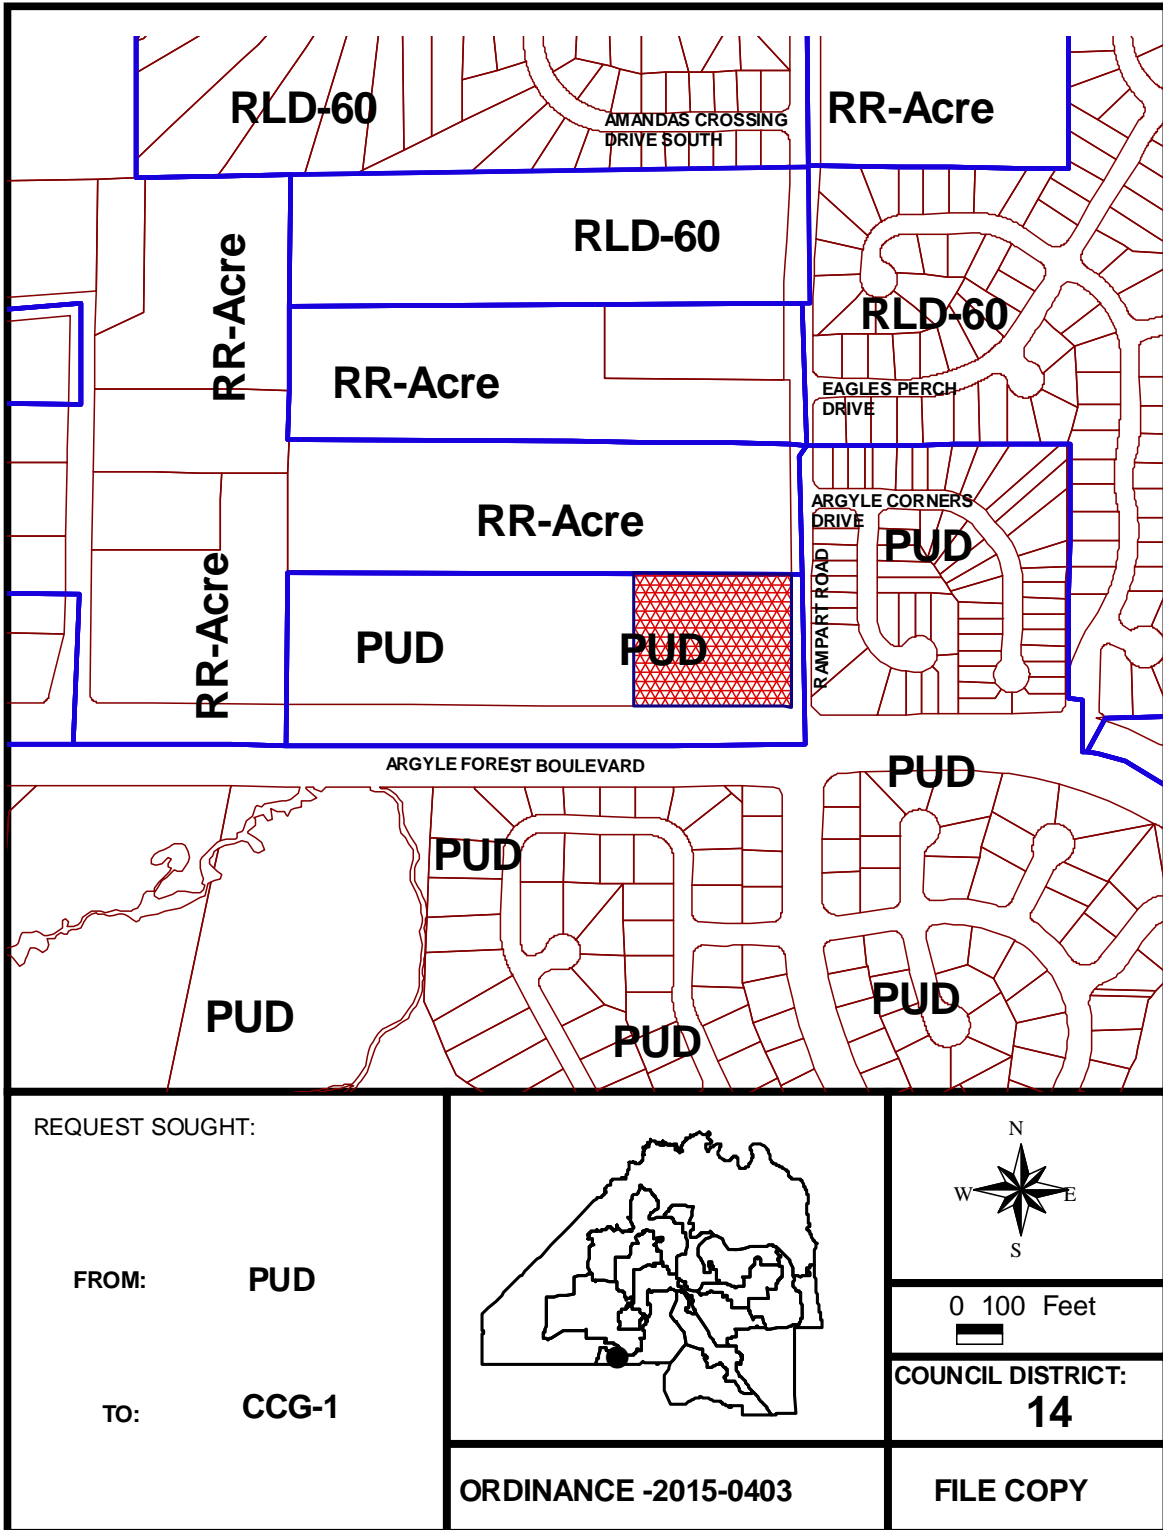 RLD-60
AMANDAS CROSSING
DRIVE SOUTH
RR-Acre
RR-Acre
RLD-60
RLD-60
RR-Acre
EAGLES PERCH
DRIVE
RR-Acre
ARGYLE CORNERS
DRIVE
PUD
RR-Acre
PUD
PUD
RAMPART ROAD
ARGYLE FOREST BOULEVARD
PUD
PUD
PUD
PUD
PUD
REQUEST SOUGHT:
FROM: PUD
TO: CCG-1
N
W E
S
0 100 Feet
COUNCIL DISTRICT:
14
ORDINANCE -2015-0403
FILE COPY